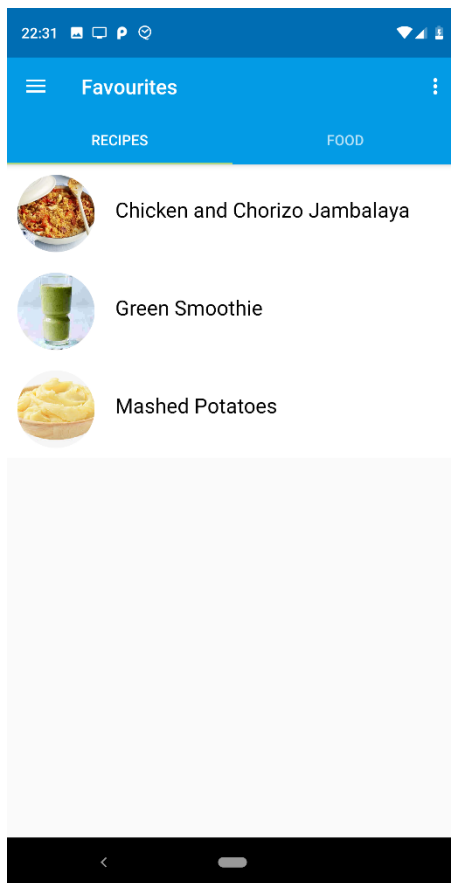 22:31
Favourites
RECIPES FOOD
Chicken and Chorizo Jambalaya
Green Smoothie
Mashed Potatoes